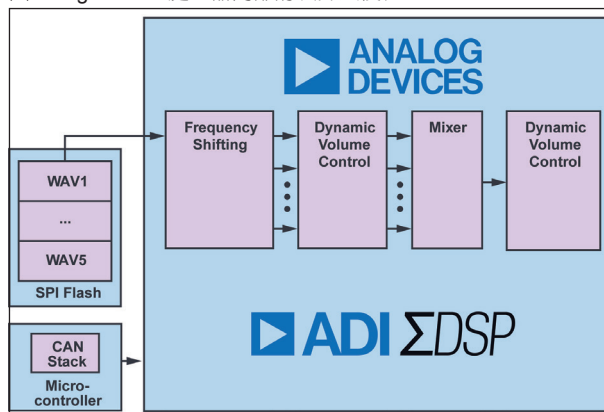 ANALOG
DEVICES
Frequency
Shifting
Dynamic
Volume
Control
Mixer
Dynamic
Volume
Control
WAV1
...
WAV5
SPI Flash
CAN
Stack
Micro-
controller
ADI ΣDSP